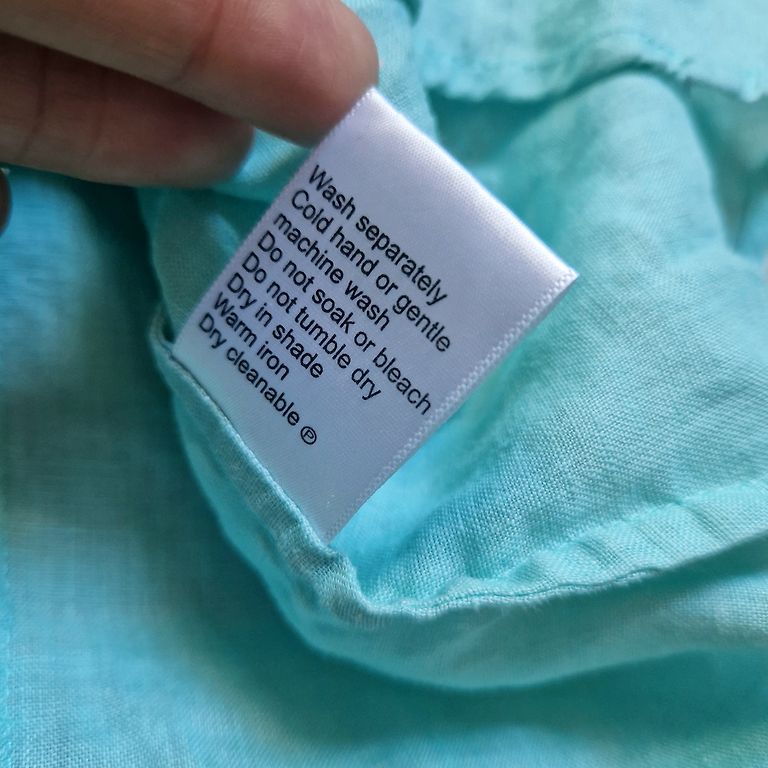 Wash separately
Cold hand or gentle
machine wash
Do not soak or bleach
Do not tumble dry
Dry in shade
Warm iron
Dry cleanable Ⓟ